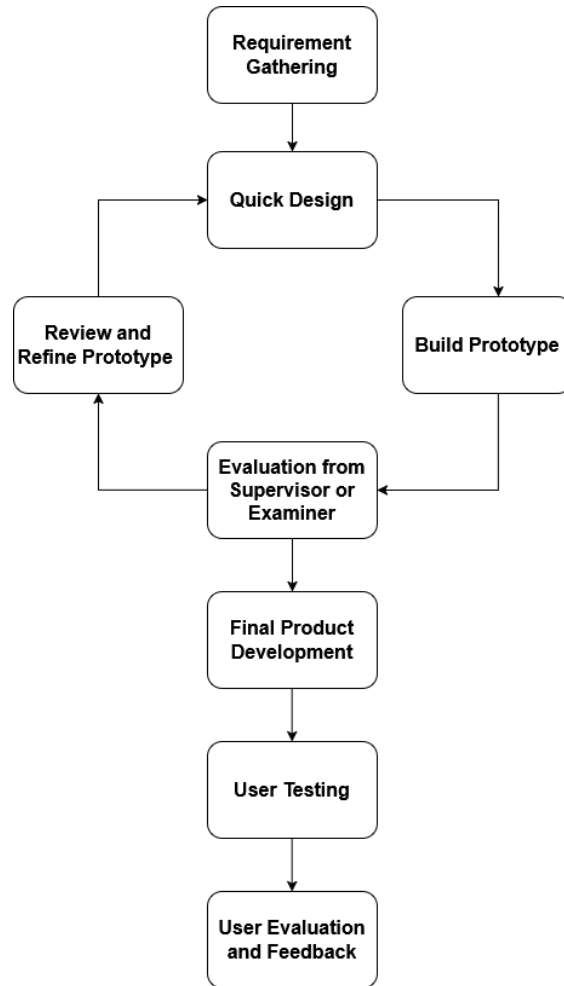 Requirement
Gathering
Quick Design
Review and
Refine Prototype
Build Prototype
Evaluation from
Supervisor or
Examiner
Final Product
Development
User Testing
User Evaluation
and Feedback